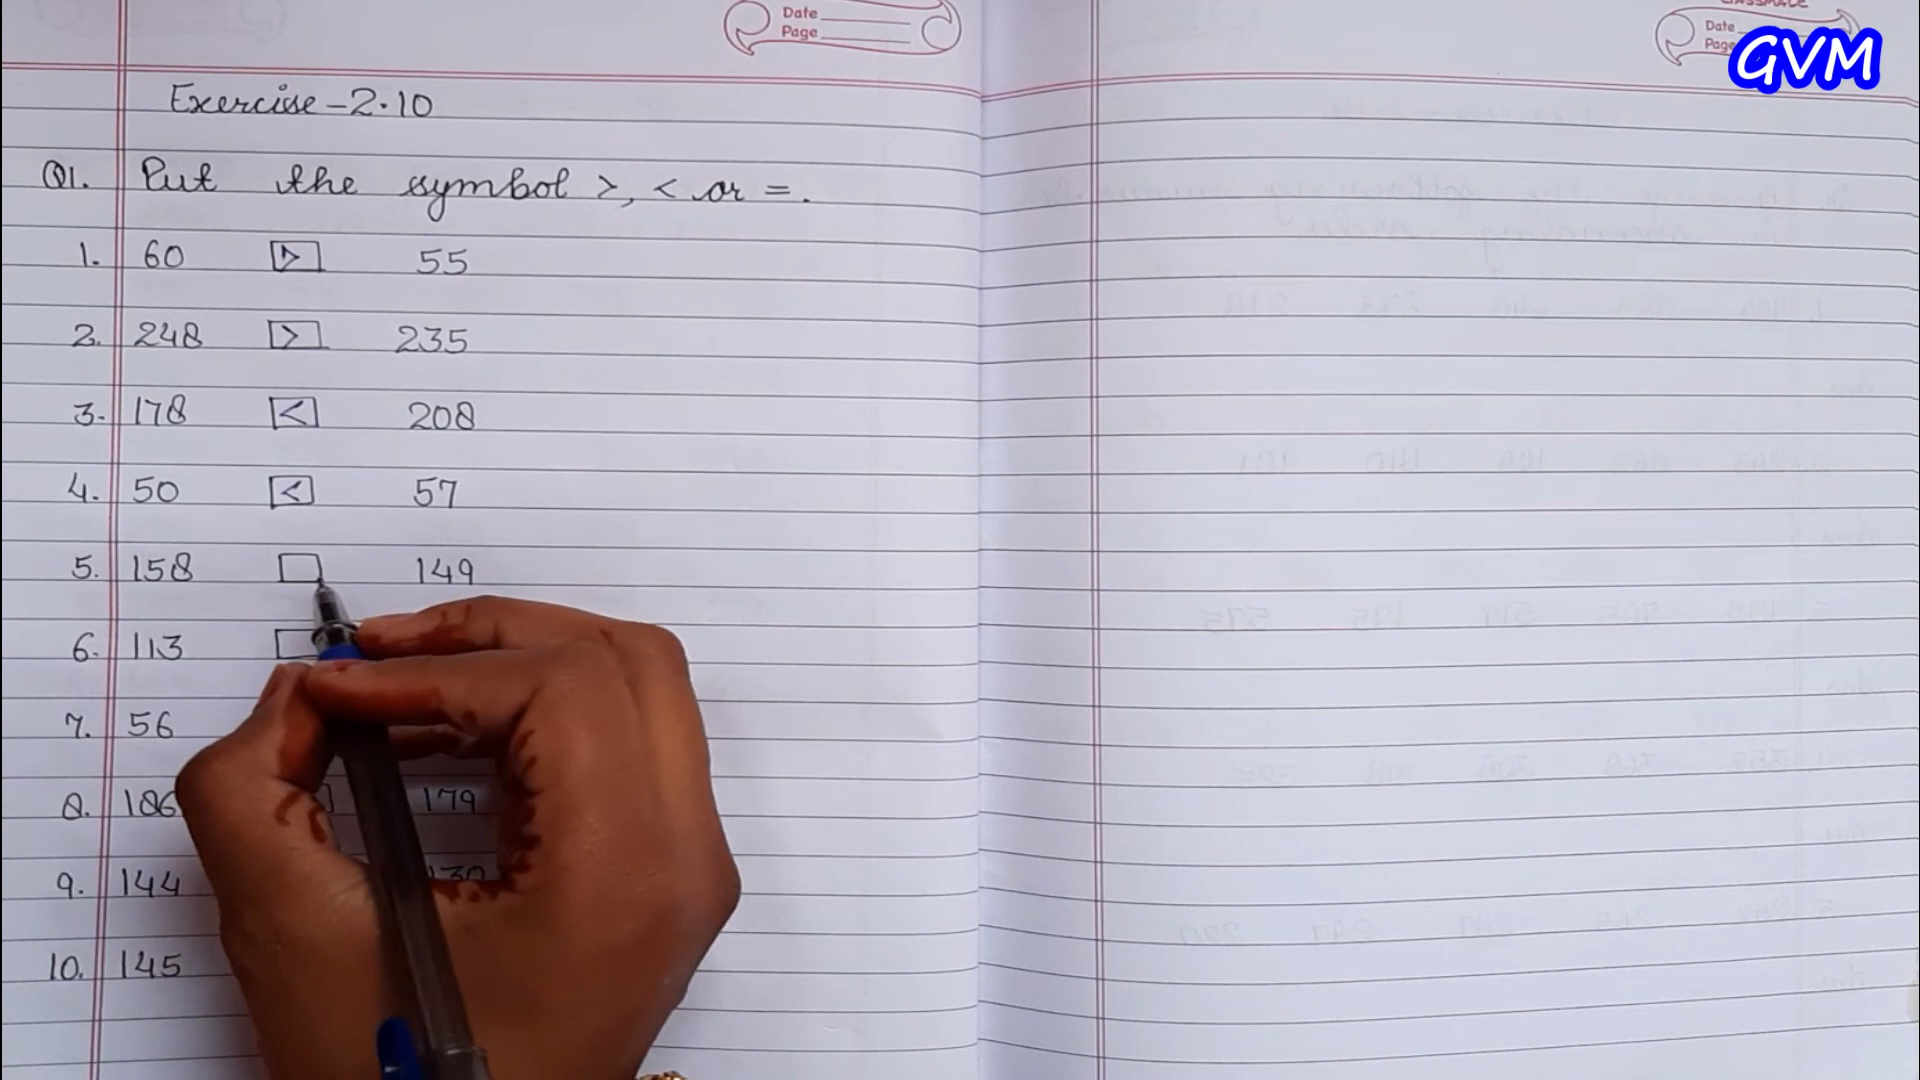 Date
Page
Date
Page
GVM
Exercise-2.10
Q1. Put the symbol >, < or =.
1. 60 > 55
2. 248 > 235
3. 178 < 208
4. 50 < 57
5. 158 149
6. 113
7. 56
8. 186 179
9. 144 130
10. 145